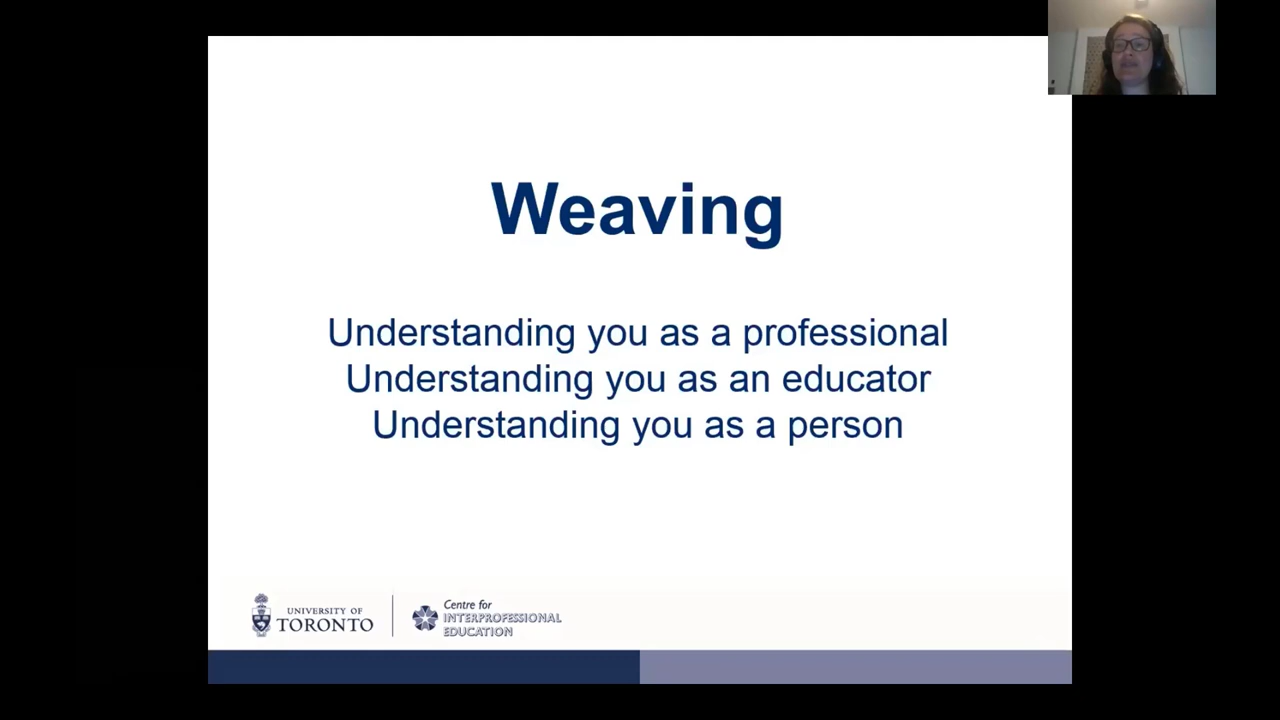 Weaving
Understanding you as a professional
Understanding you as an educator
Understanding you as a person
UNIVERSITY OF
TORONTO
Centre for
INTERPROFESSIONAL
EDUCATION